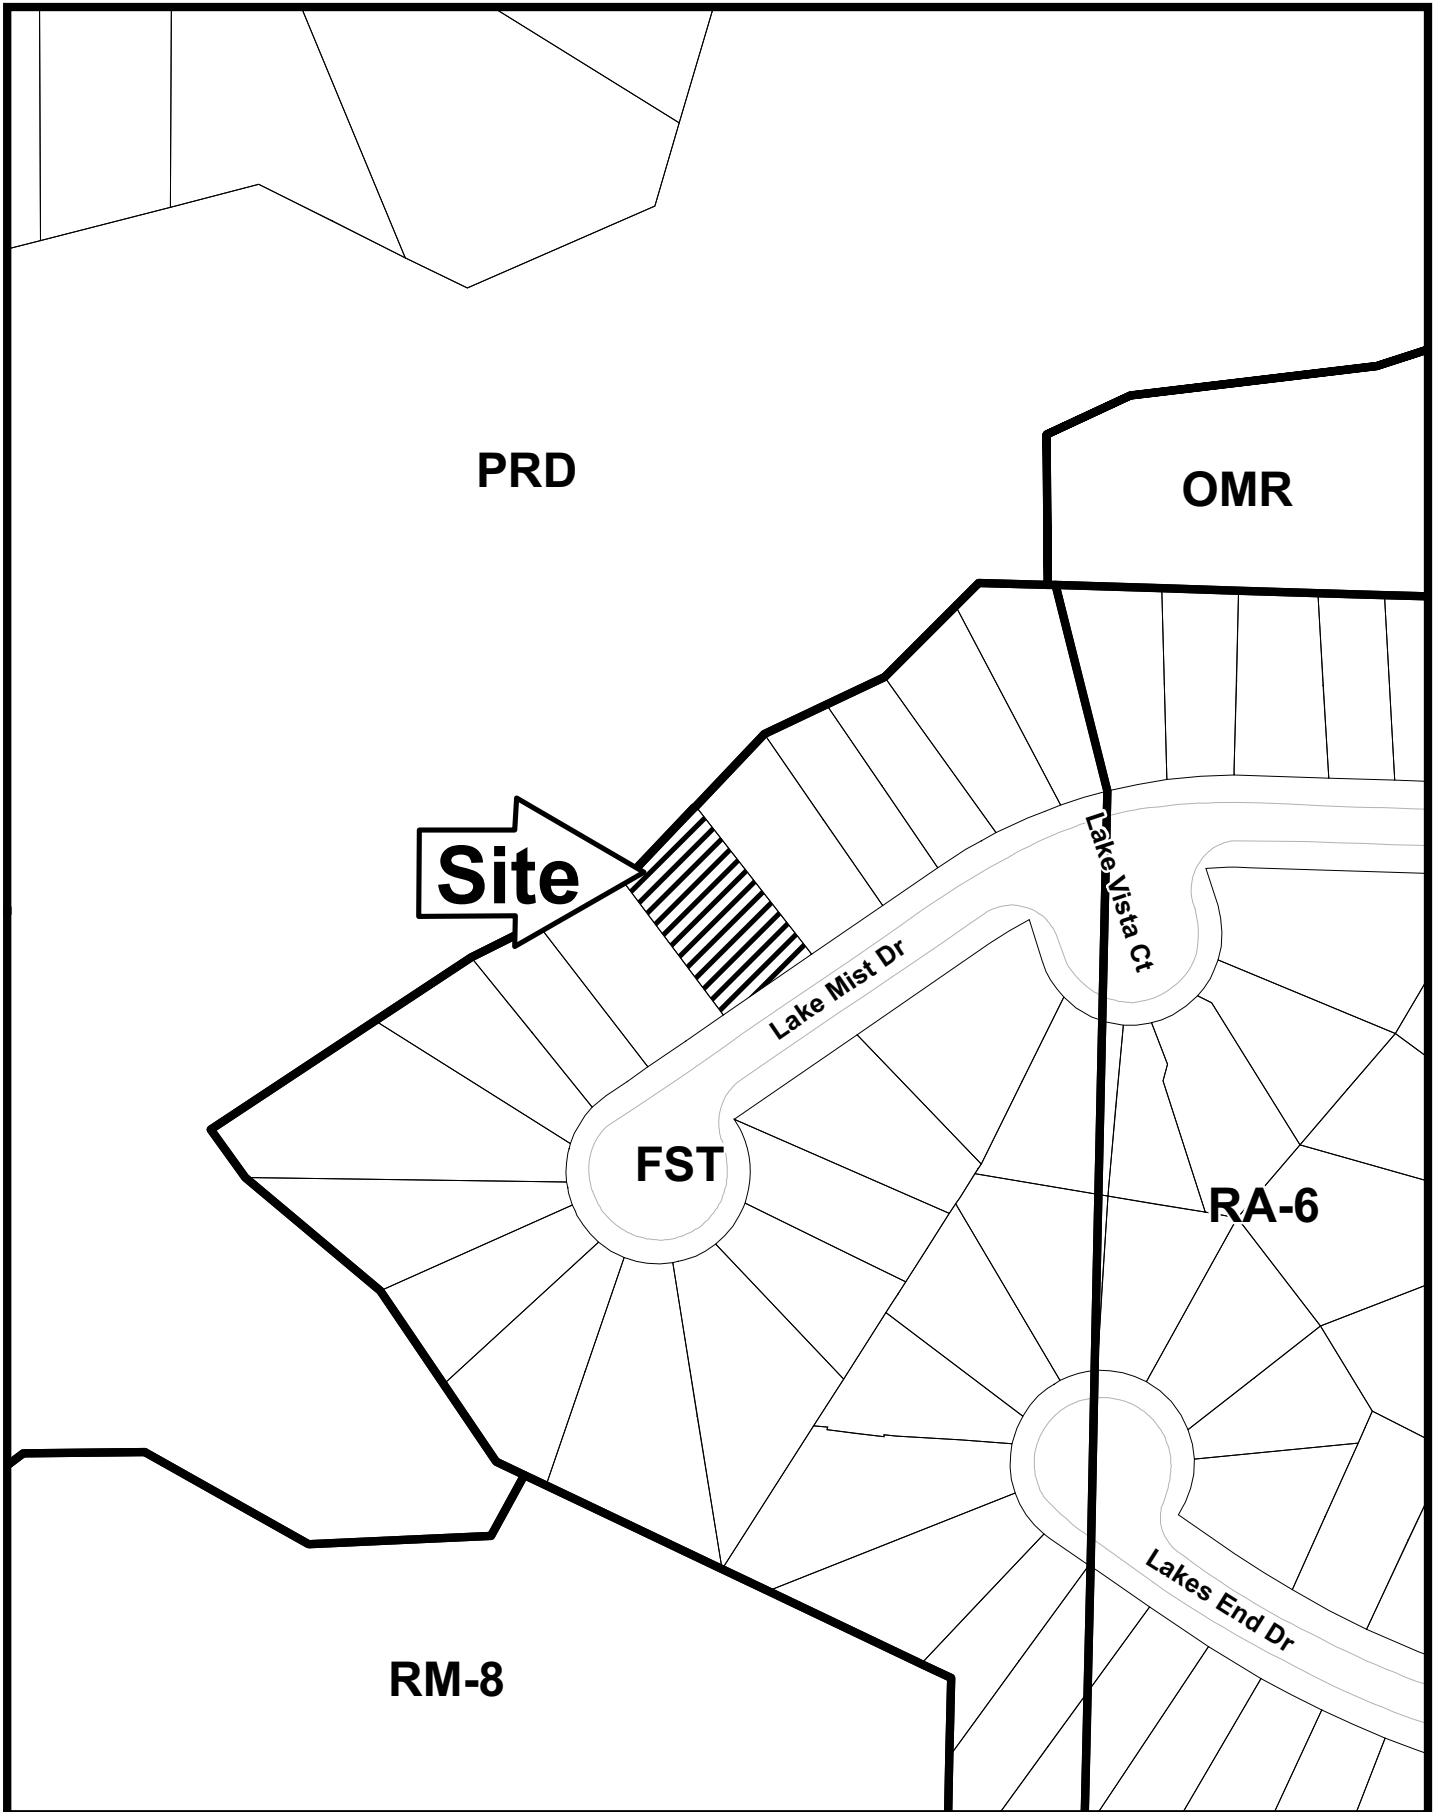 PRD
OMR
Site
Lake Vista Ct
Lake Mist Dr
FST
RA-6
Lakes End Dr
RM-8